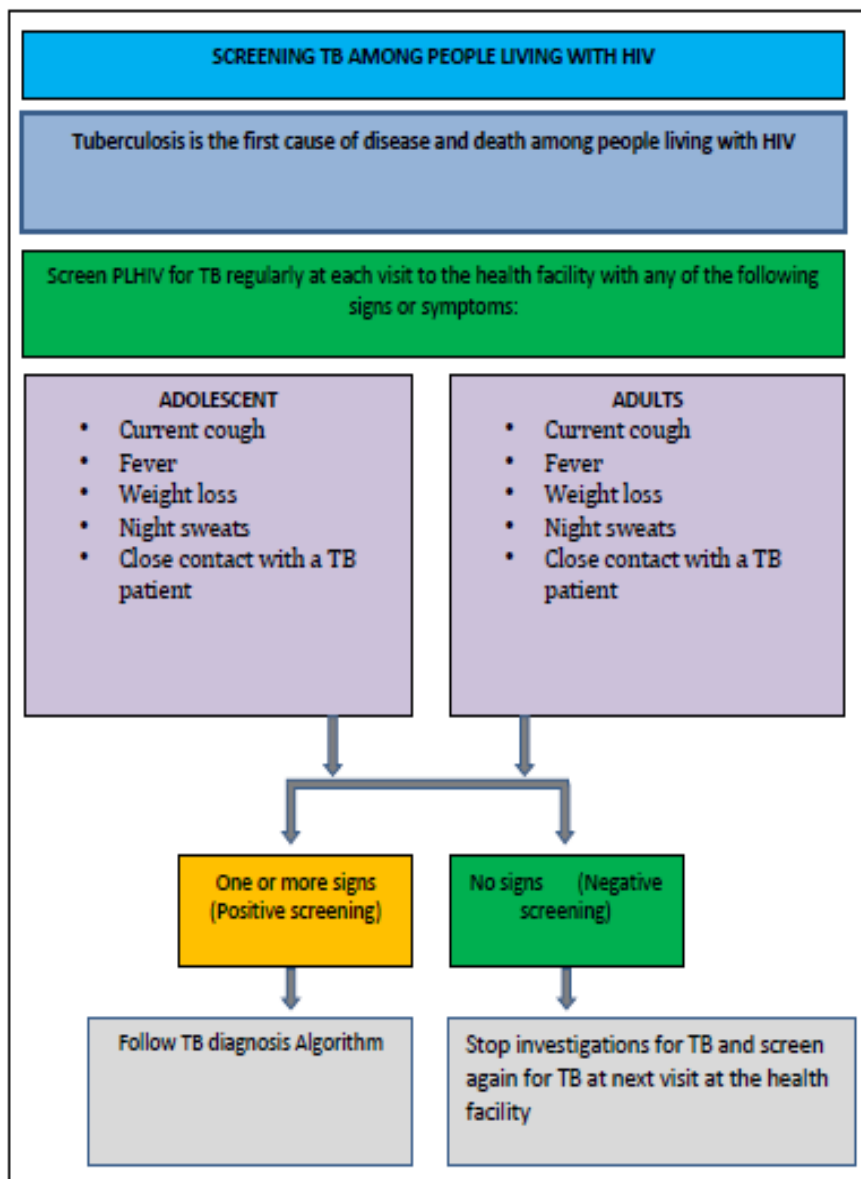 SCREENING TB AMONG PEOPLE LIVING WITH HIV
Tuberculosis is the first cause of disease and death among people living with HIV
Screen PLHIV for TB regularly at each visit to the health facility with any of the following
signs or symptoms:
ADOLESCENT
• Current cough
• Fever
• Weight loss
• Night sweats
• Close contact with a TB
patient
ADULTS
• Current cough
• Fever
• Weight loss
• Night sweats
• Close contact with a TB
patient
One or more signs
(Positive screening)
No signs (Negative
screening)
Follow TB diagnosis Algorithm
Stop investigations for TB and screen
again for TB at next visit at the health
facility